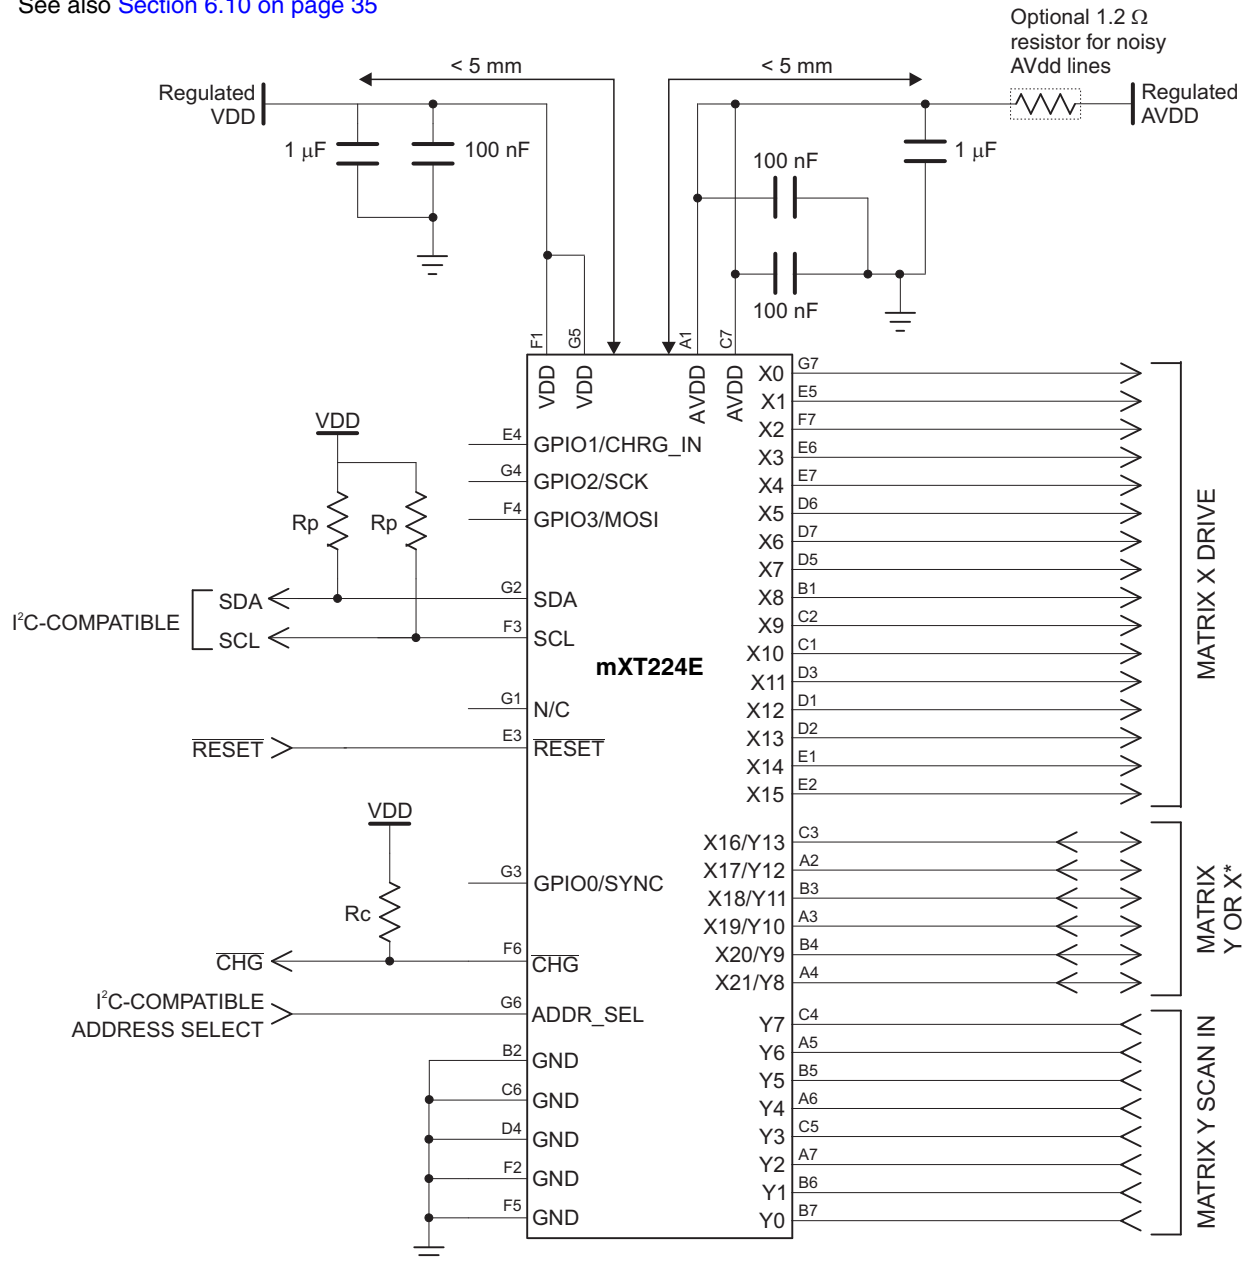 See also Section 6.10 on page 35
Optional 1.2 Ω
resistor for noisy
AVdd lines
< 5 mm
< 5 mm
Regulated
VDD
Regulated
AVDD
1 μF
100 nF
100 nF
1 μF
100 nF
F1
G5
A1
C7
VDD
VDD
AVDD
AVDD
mXT224E
VDD
Rp
Rp
E4
GPIO1/CHRG_IN
G4
GPIO2/SCK
F4
GPIO3/MOSI
I²C-COMPATIBLE
SDA
G2
SDA
SCL
F3
SCL
G1
N/C
RESET
E3
RESET
VDD
Rc
G3
GPIO0/SYNC
CHG
F6
CHG
I²C-COMPATIBLE
ADDRESS SELECT
G6
ADDR_SEL
B2
GND
C6
GND
D4
GND
F2
GND
F5
GND
X0 G7
X1 E5
X2 F7
X3 E6
X4 E7
X5 D6
X6 D7
X7 D5
X8 B1
X9 C2
X10 C1
X11 D3
X12 D1
X13 D2
X14 E1
X15 E2
MATRIX X DRIVE
X16/Y13 C3
X17/Y12 A2
X18/Y11 B3
X19/Y10 A3
X20/Y9 B4
X21/Y8 A4
MATRIX
Y OR X*
Y7 C4
Y6 A5
Y5 B5
Y4 A6
Y3 C5
Y2 A7
Y1 B6
Y0 B7
MATRIX Y SCAN IN